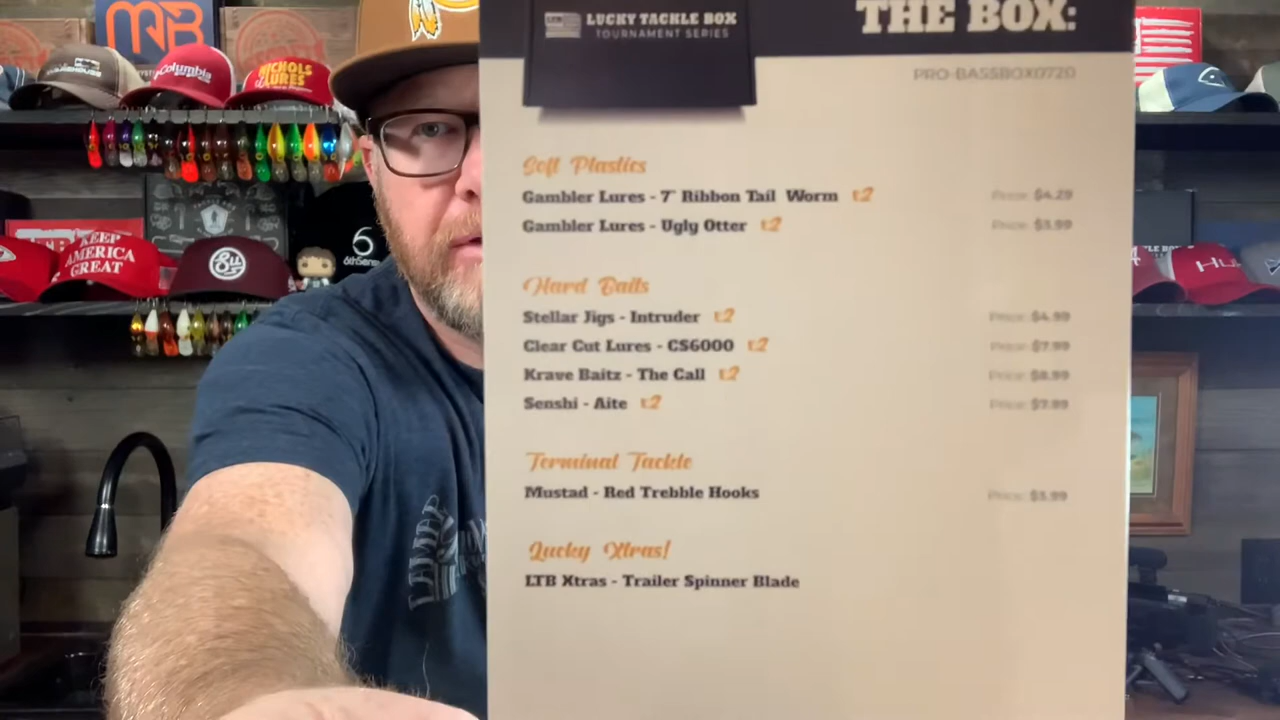 LUCKY TACKLE BOX
TOURNAMENT SERIES
THE BOX:
PRO-BASSBOX0720
Soft Plastics
Gambler Lures - 7" Ribbon Tail Worm x2 Price: $4.29
Gambler Lures - Ugly Otter x2 Price: $3.99
Hard Baits
Stellar Jigs - Intruder x2 Price: $4.99
Clear Cut Lures - CS6000 x2 Price: $7.99
Krave Baitz - The Call x2 Price: $8.99
Senshi - Aite x2 Price: $7.99
Terminal Tackle
Mustad - Red Trebble Hooks Price: $5.99
Lucky Xtras!
LTB Xtras - Trailer Spinner Blade
MB
Columbia
NICHOLS
LURES
KEEP
AMERICA
GREAT
6
6thSense